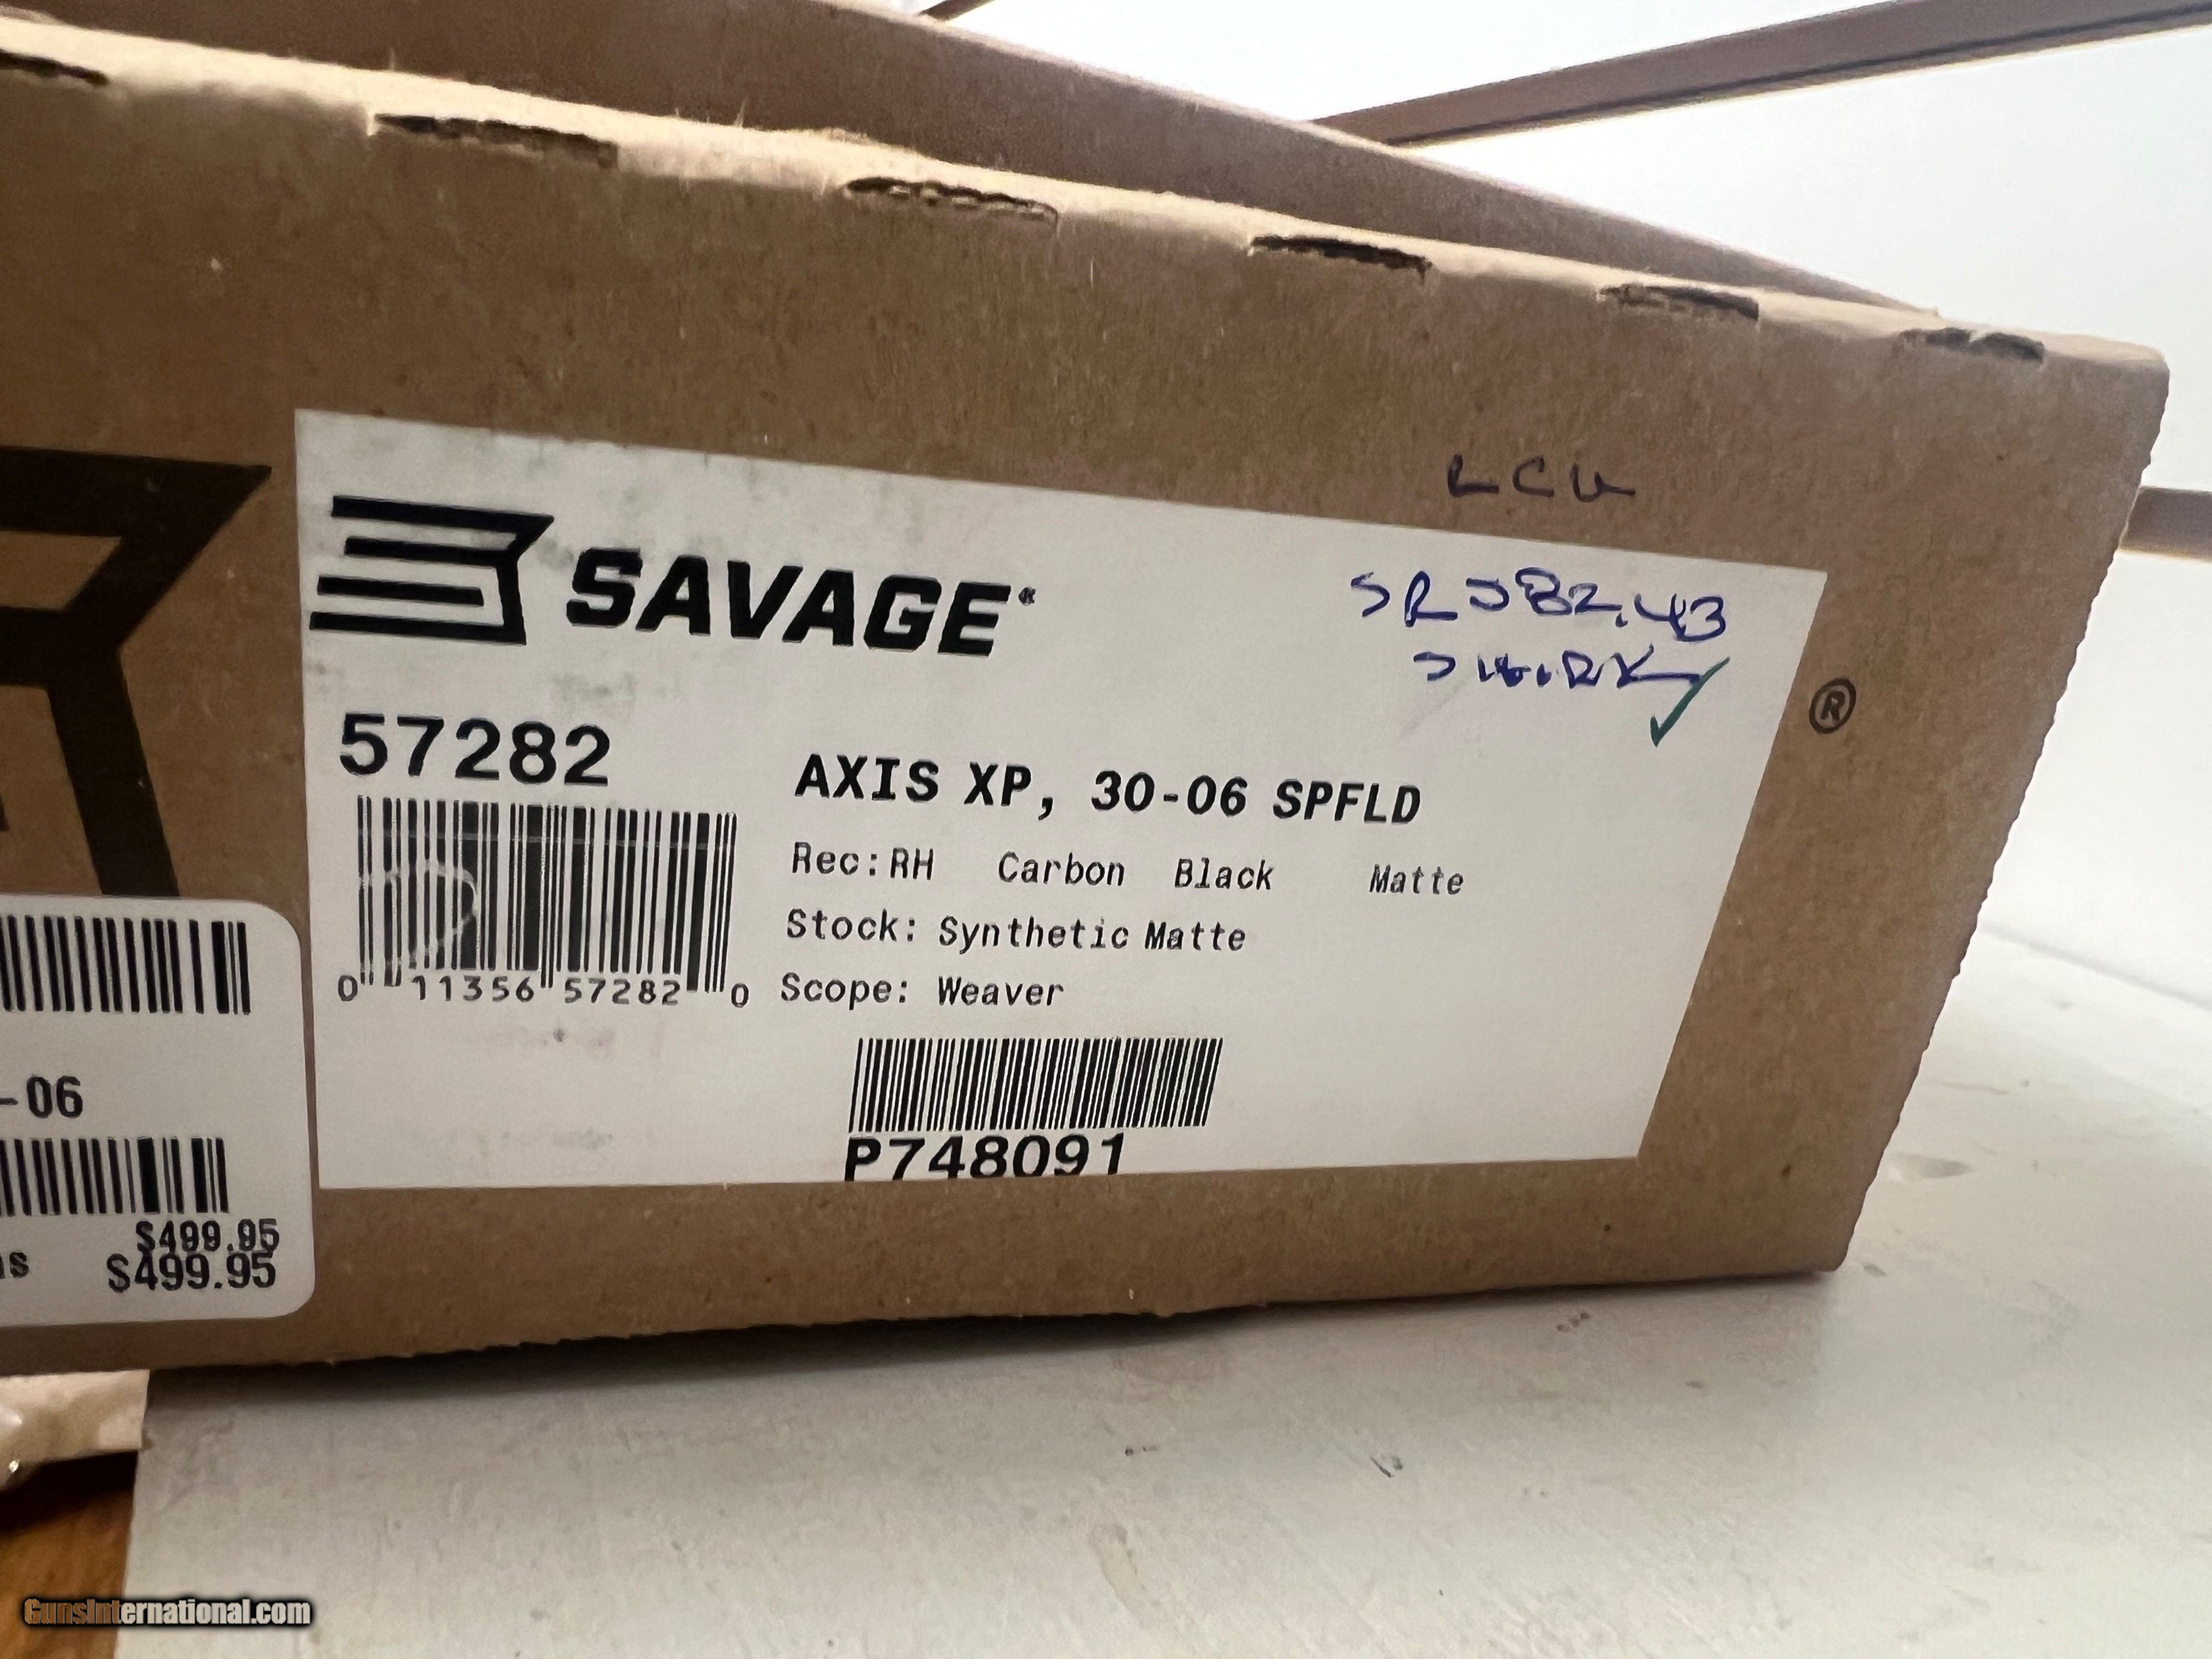 SAVAGE
57282
AXIS XP, 30-06 SPFLD
Rec: RH Carbon Black Matte
Stock: Synthetic Matte
Scope: Weaver
0 11356 57282 0
P748091
®
-06
$499.95
$499.95
GunsInternational.com